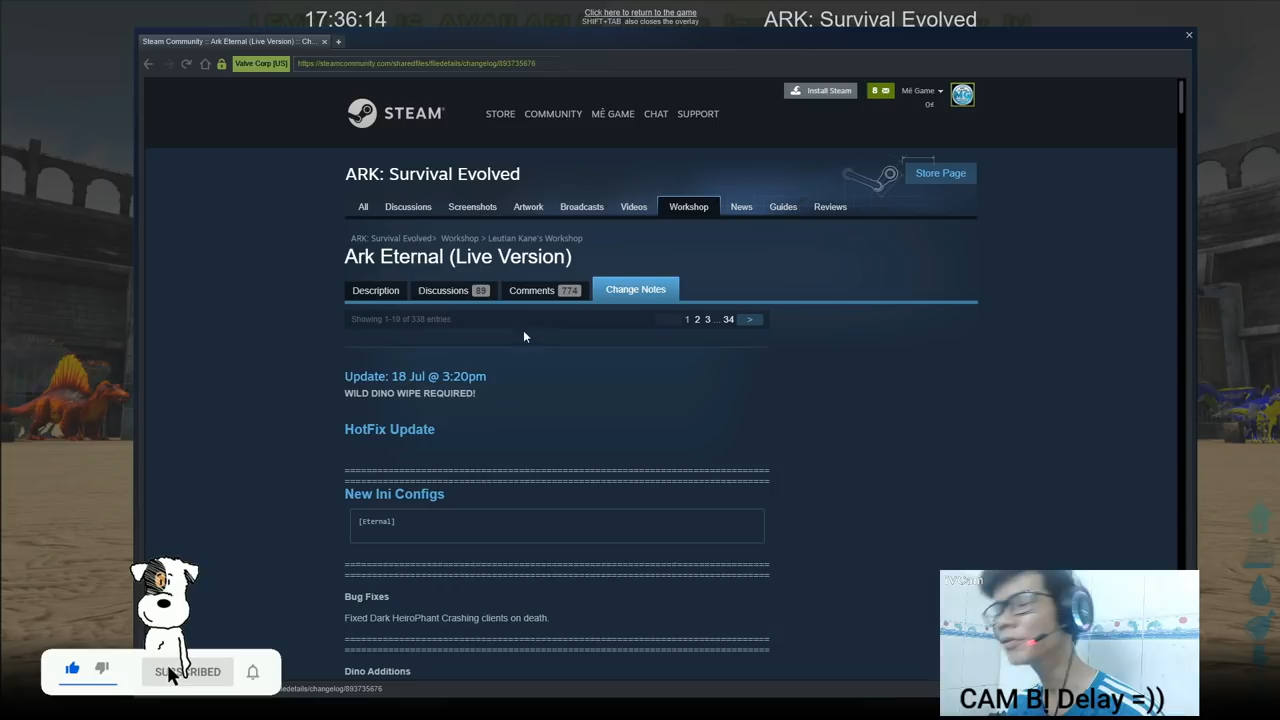 17:36:14
Click here to return to the game
SHIFT+TAB also closes the overlay
ARK: Survival Evolved
Steam Community :: Ark Eternal (Live Version) :: Ch...
Valve Corp [US]
https://steamcommunity.com/sharedfiles/filedetails/changelog/893735676
Install Steam
8
Mê Game
0₫
STEAM
STORE
COMMUNITY
MÊ GAME
CHAT
SUPPORT
ARK: Survival Evolved
Store Page
All
Discussions
Screenshots
Artwork
Broadcasts
Videos
Workshop
News
Guides
Reviews
ARK: Survival Evolved> Workshop > Leutian Kane's Workshop
Ark Eternal (Live Version)
Description
Discussions 89
Comments 774
Change Notes
Showing 1-10 of 338 entries
1 2 3 ... 34 >
Update: 18 Jul @ 3:20pm
WILD DINO WIPE REQUIRED!
HotFix Update
==============================================================================
==============================================================================
New Ini Configs
[Eternal]
==============================================================================
==============================================================================
Bug Fixes
Fixed Dark HeiroPhant Crashing clients on death.
==============================================================================
==============================================================================
Dino Additions
SUBSCRIBED
iledetails/changelog/893735676
iVCam
CAM BỊ Delay =))